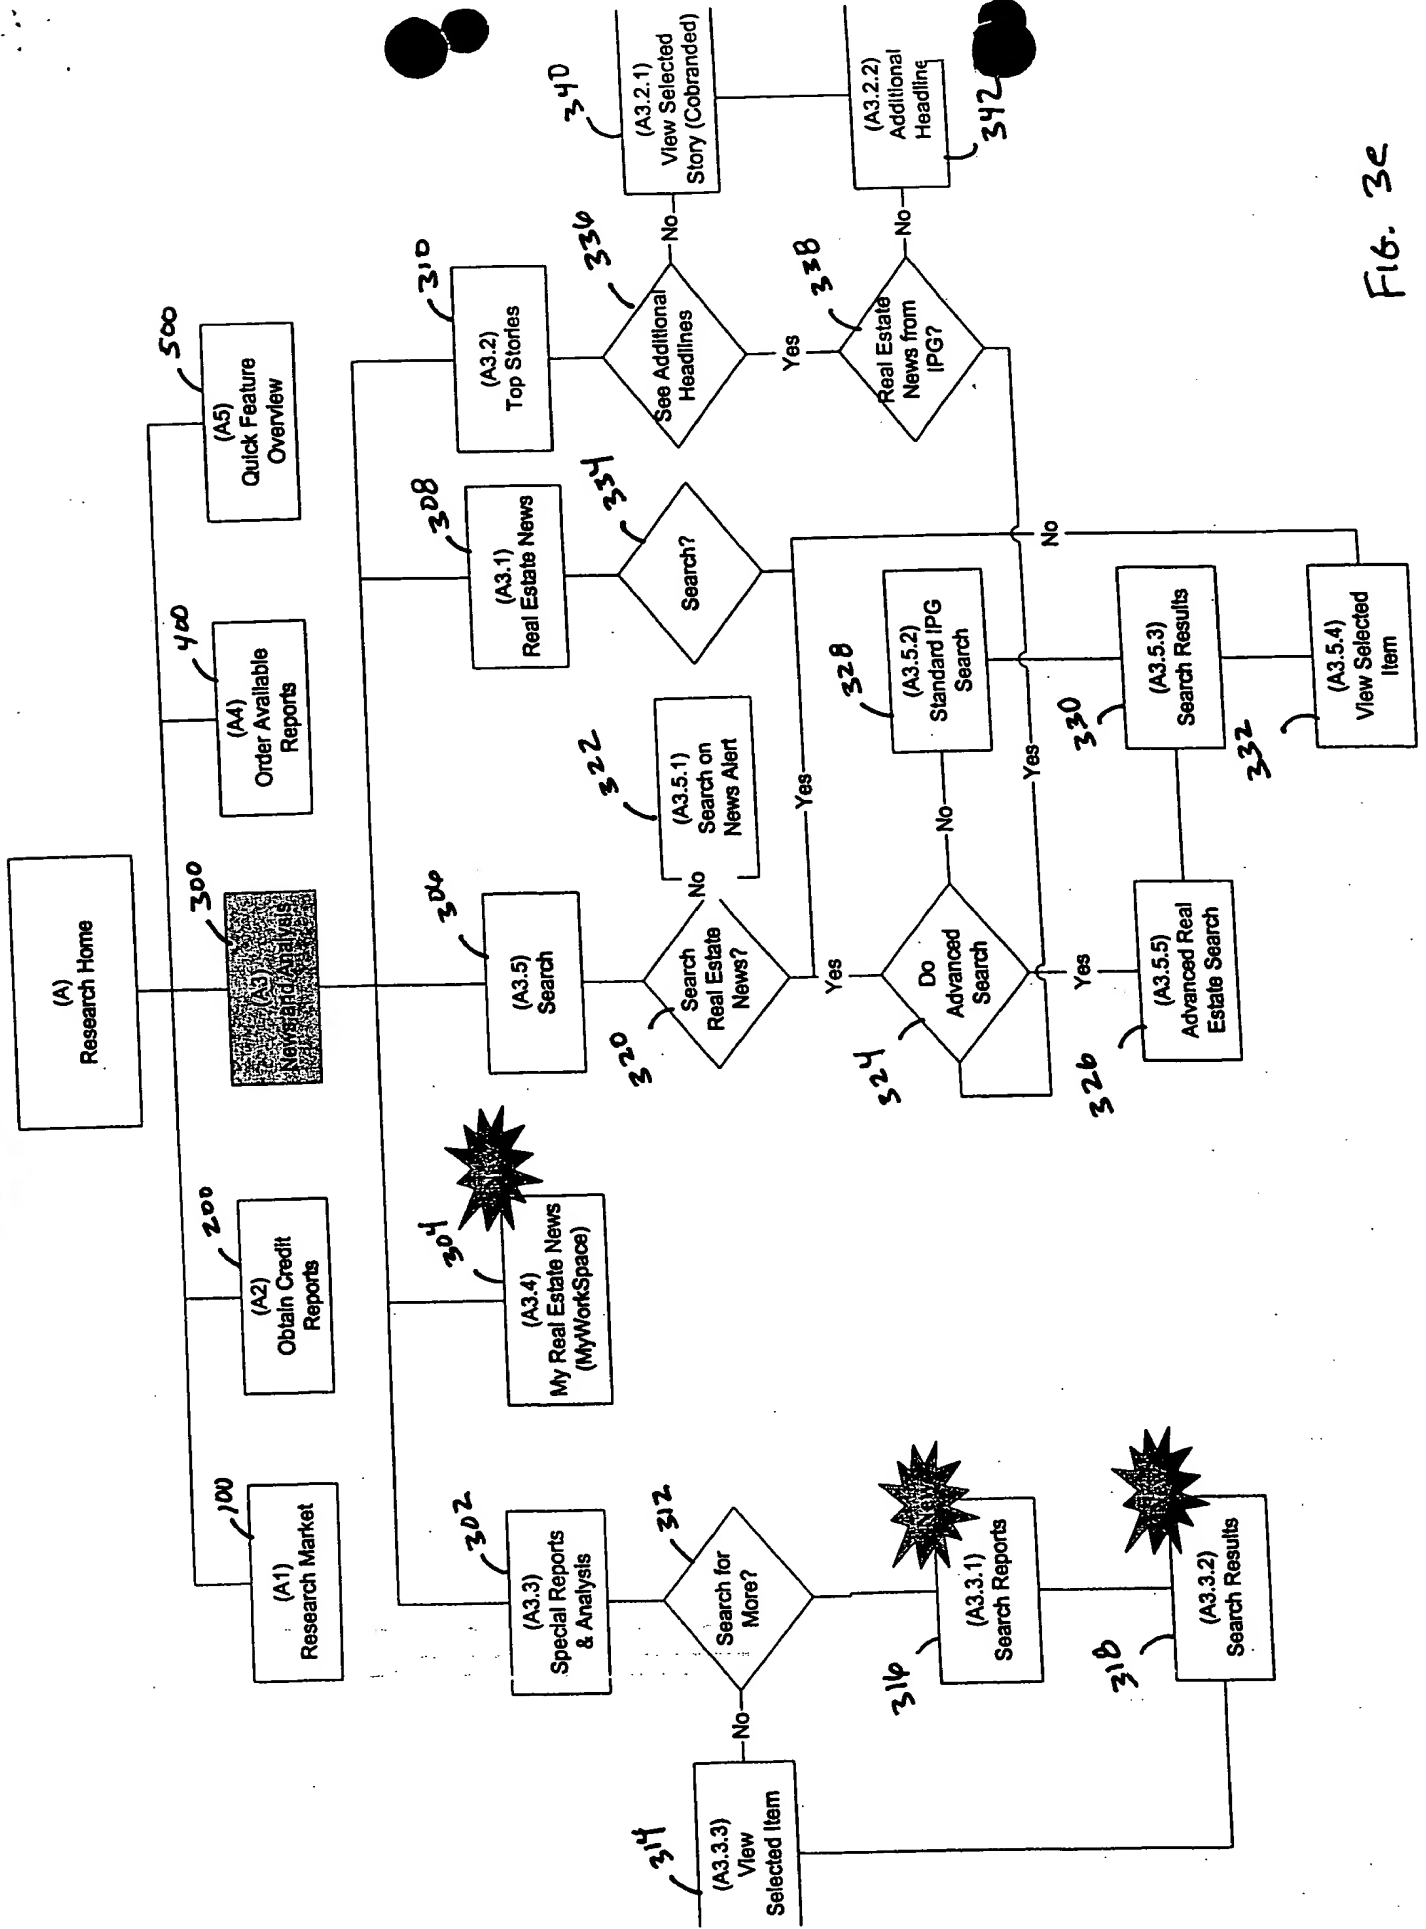 (A)
Research Home
100
(A1)
Research Market
200
(A2)
Obtain Credit
Reports
300
(A3)
News and Analysis
400
(A4)
Order Available
Reports
500
(A5)
Quick Feature
Overview
302
(A3.3)
Special Reports
& Analysis
304
(A3.4)
My Real Estate News
(MyWorkSpace)
306
(A3.5)
Search
308
(A3.1)
Real Estate News
310
(A3.2)
Top Stories
312
Search for
More?
No
314
(A3.3.3)
View
Selected Item
316
(A3.3.1)
Search Reports
New
318
(A3.3.2)
Search Results
320
Search
Real Estate
News?
No
322
(A3.5.1)
Search on
News Alert
334
Search?
336
See Additional
Headlines
No
340
(A3.2.1)
View Selected
Story (Cobranded)
Yes
Yes
Yes
324
Do
Advanced
Search
No
328
(A3.5.2)
Standard IPG
Search
338
Real Estate
News from
IPG?
No
342
(A3.2.2)
Additional
Headline
Yes
Yes
No
326
(A3.5.5)
Advanced Real
Estate Search
330
(A3.5.3)
Search Results
332
(A3.5.4)
View Selected
Item
FIG. 3e